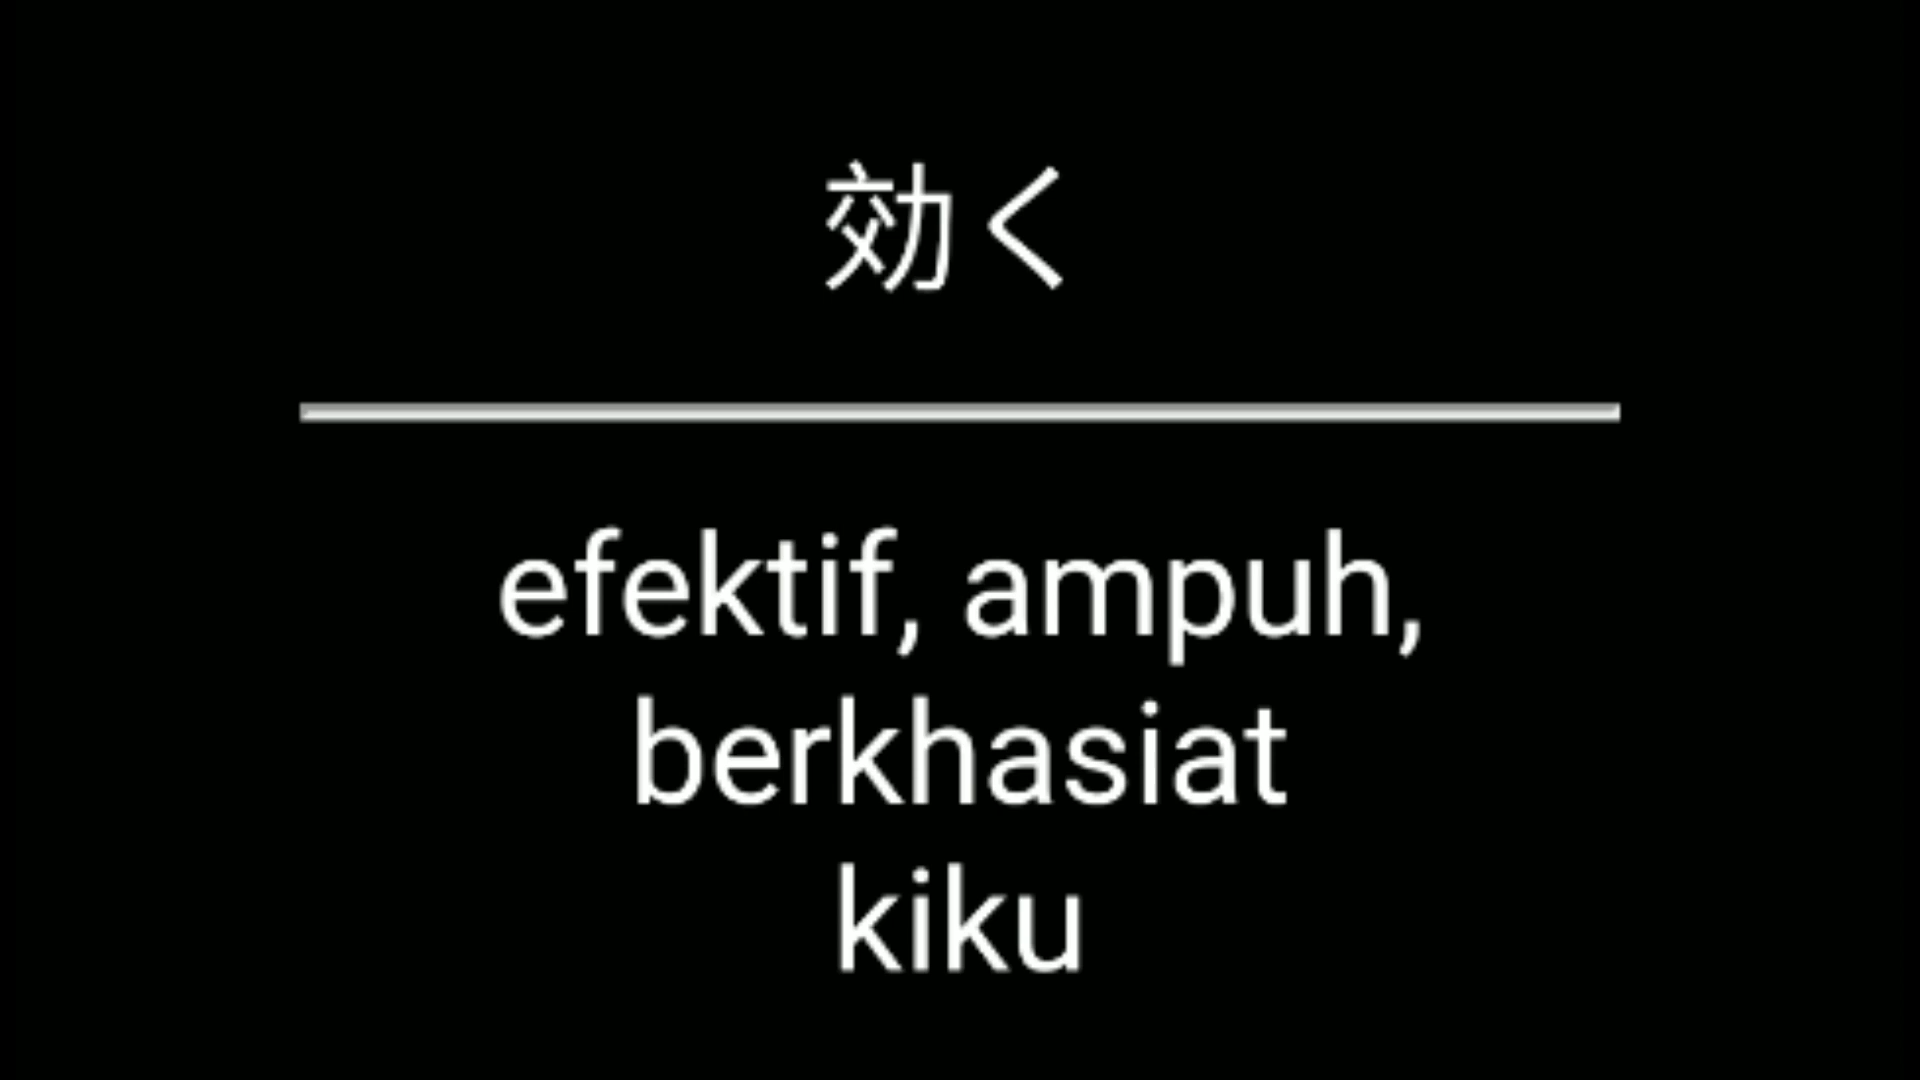 効く
efektif, ampuh,
berkhasiat
kiku